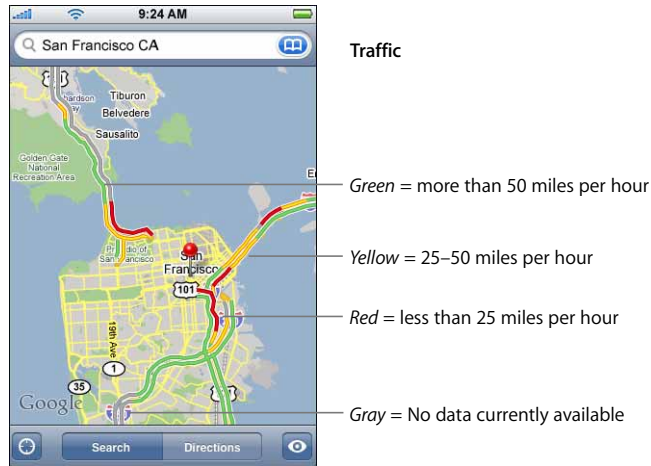 9:24 AM
San Francisco CA
Traffic
101
Tiburon
Belvedere
Sausalito
Golden Gate
National
Recreation Area
Green = more than 50 miles per hour
San
Francisco
Yellow = 25–50 miles per hour
101
Red = less than 25 miles per hour
19th Ave
1
35
Google
Gray = No data currently available
Search
Directions